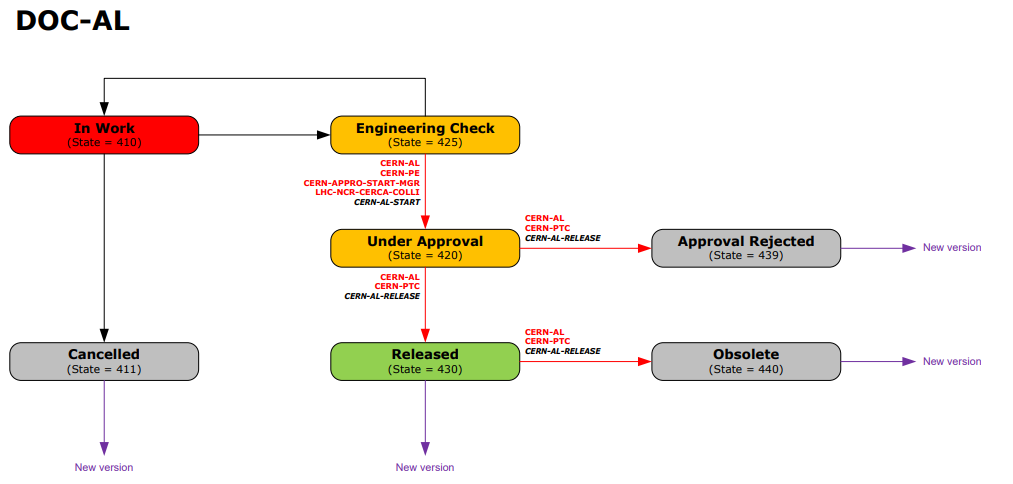 DOC–AL
In Work
(State = 410)
Engineering Check
(State = 425)
CERN-AL
CERN-PE
CERN-APPRO-START-MGR
LHC-NCR-CERCA-COLLI
CERN-AL-START
Under Approval
(State = 420)
CERN-AL
CERN-PTC
CERN-AL-RELEASE
Approval Rejected
(State = 439)
New version
CERN-AL
CERN-PTC
CERN-AL-RELEASE
Cancelled
(State = 411)
Released
(State = 430)
CERN-AL
CERN-PTC
CERN-AL-RELEASE
Obsolete
(State = 440)
New version
New version
New version